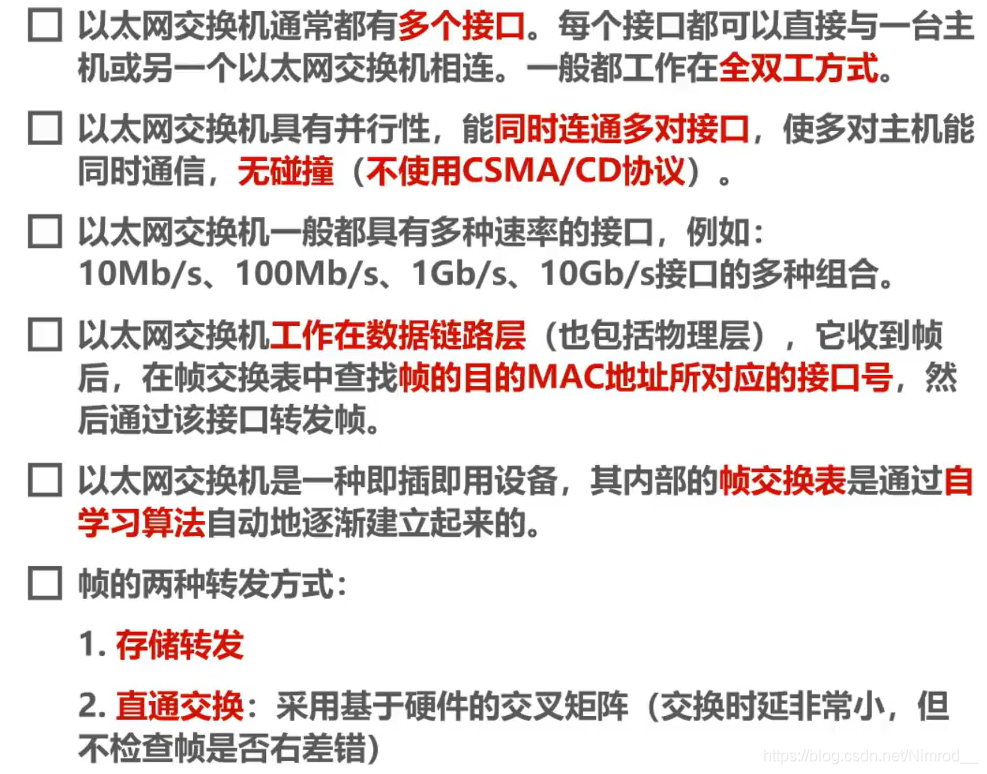 以太网交换机通常都有多个接口。每个接口都可以直接与一台主
机或另一个以太网交换机相连。一般都工作在全双工方式。
以太网交换机具有并行性，能同时连通多对接口，使多对主机能
同时通信，无碰撞（不使用CSMA/CD协议）。
以太网交换机一般都具有多种速率的接口，例如：
10Mb/s、100Mb/s、1Gb/s、10Gb/s接口的多种组合。
以太网交换机工作在数据链路层（也包括物理层），它收到帧
后，在帧交换表中查找帧的目的MAC地址所对应的接口号，然
后通过该接口转发帧。
以太网交换机是一种即插即用设备，其内部的帧交换表是通过自
学习算法自动地逐渐建立起来的。
帧的两种转发方式：
1. 存储转发
2. 直通交换：采用基于硬件的交叉矩阵（交换时延非常小，但
不检查帧是否右差错）
https://blog.csdn.net/Nimrod__